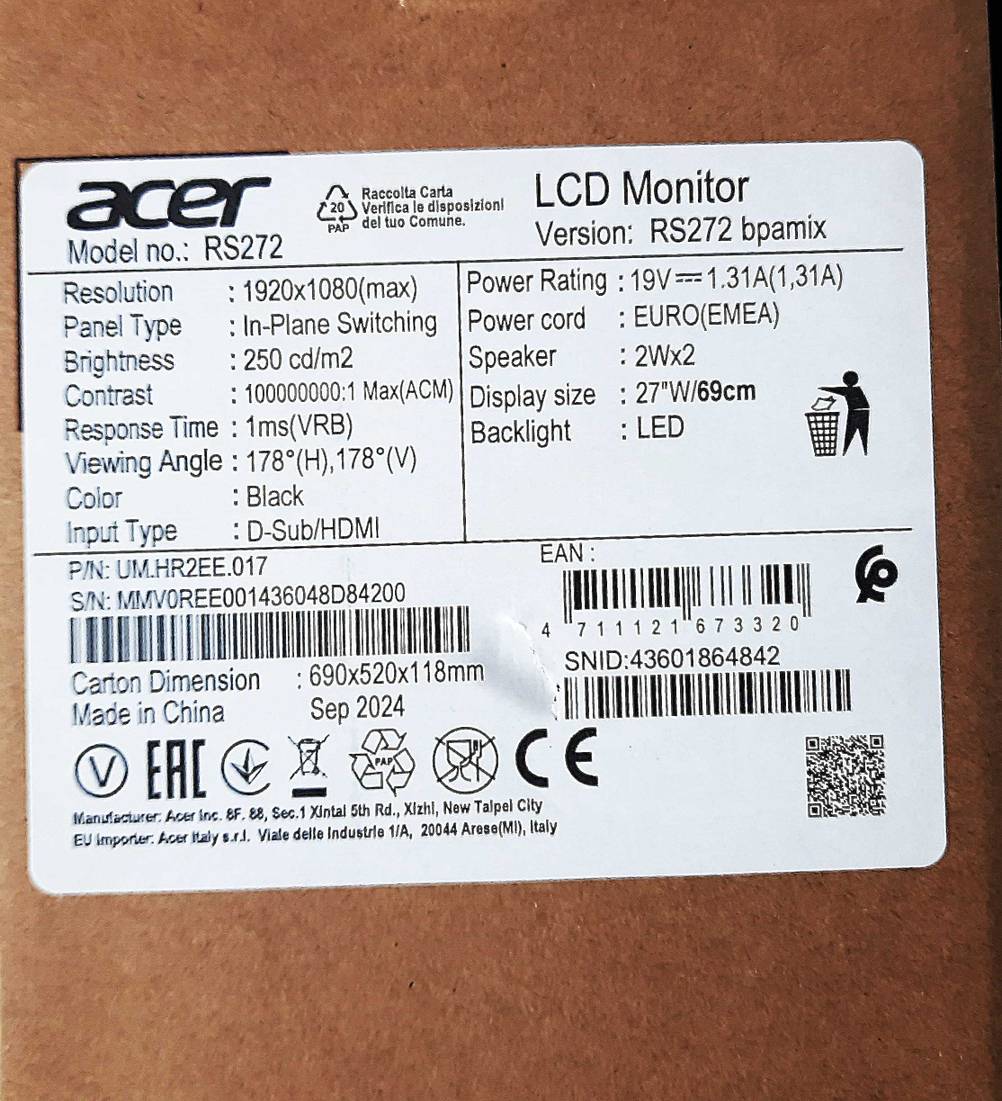 acer
Model no.: RS272
20
PAP
Raccolta Carta
Verifica le disposizioni
del tuo Comune.
LCD Monitor
Version: RS272 bpamix
Resolution : 1920x1080(max)
Panel Type : In-Plane Switching
Brightness : 250 cd/m2
Contrast : 100000000:1 Max(ACM)
Response Time : 1ms(VRB)
Viewing Angle : 178°(H),178°(V)
Color : Black
Input Type : D-Sub/HDMI
Power Rating : 19V⎓1.31A(1,31A)
Power cord : EURO(EMEA)
Speaker : 2Wx2
Display size : 27"W/69cm
Backlight : LED
P/N: UM.HR2EE.017
S/N: MMV0REE001436048D84200
Carton Dimension : 690x520x118mm
Made in China Sep 2024
EAN :
4 711121 673320
SNID:43601864842
V EAC PAP CE
Manufacturer: Acer Inc. 8F. 88, Sec.1 Xintai 5th Rd., Xizhi, New Taipei City
EU Importer: Acer Italy s.r.l. Viale delle Industrie 1/A, 20044 Arese(MI), Italy